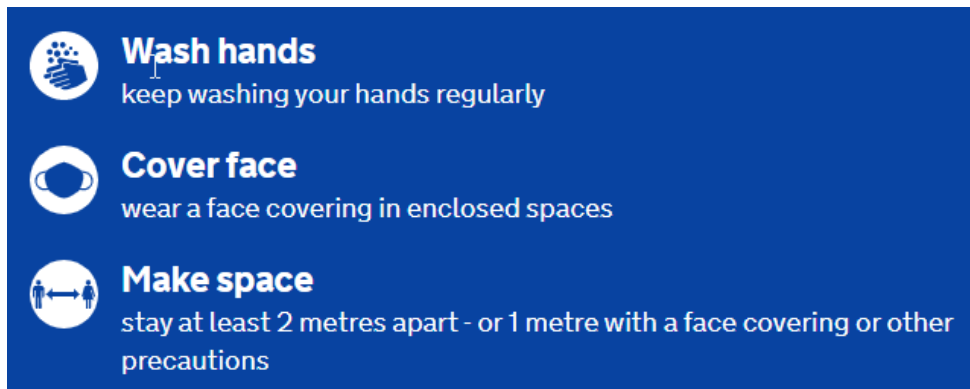 Wash hands
keep washing your hands regularly
Cover face
wear a face covering in enclosed spaces
Make space
stay at least 2 metres apart - or 1 metre with a face covering or other
precautions